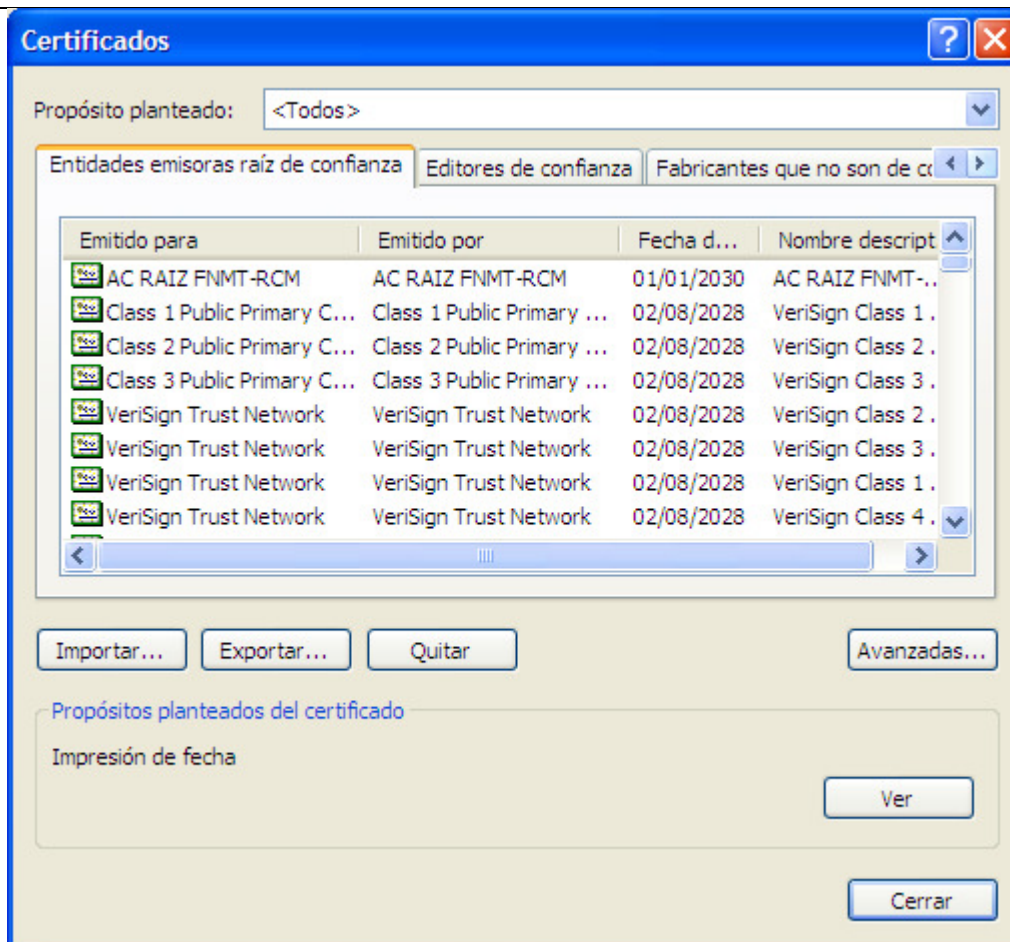 Certificados
Propósito planteado: <Todos>
Entidades emisoras raíz de confianza Editores de confianza Fabricantes que no son de co
Emitido para Emitido por Fecha d... Nombre descript
AC RAIZ FNMT-RCM AC RAIZ FNMT-RCM 01/01/2030 AC RAIZ FNMT-..
Class 1 Public Primary C... Class 1 Public Primary ... 02/08/2028 VeriSign Class 1 .
Class 2 Public Primary C... Class 2 Public Primary ... 02/08/2028 VeriSign Class 2 .
Class 3 Public Primary C... Class 3 Public Primary ... 02/08/2028 VeriSign Class 3 .
VeriSign Trust Network VeriSign Trust Network 02/08/2028 VeriSign Class 2 .
VeriSign Trust Network VeriSign Trust Network 02/08/2028 VeriSign Class 3 .
VeriSign Trust Network VeriSign Trust Network 02/08/2028 VeriSign Class 1 .
VeriSign Trust Network VeriSign Trust Network 02/08/2028 VeriSign Class 4 .
Importar... Exportar... Quitar Avanzadas...
Propósitos planteados del certificado
Impresión de fecha
Ver
Cerrar